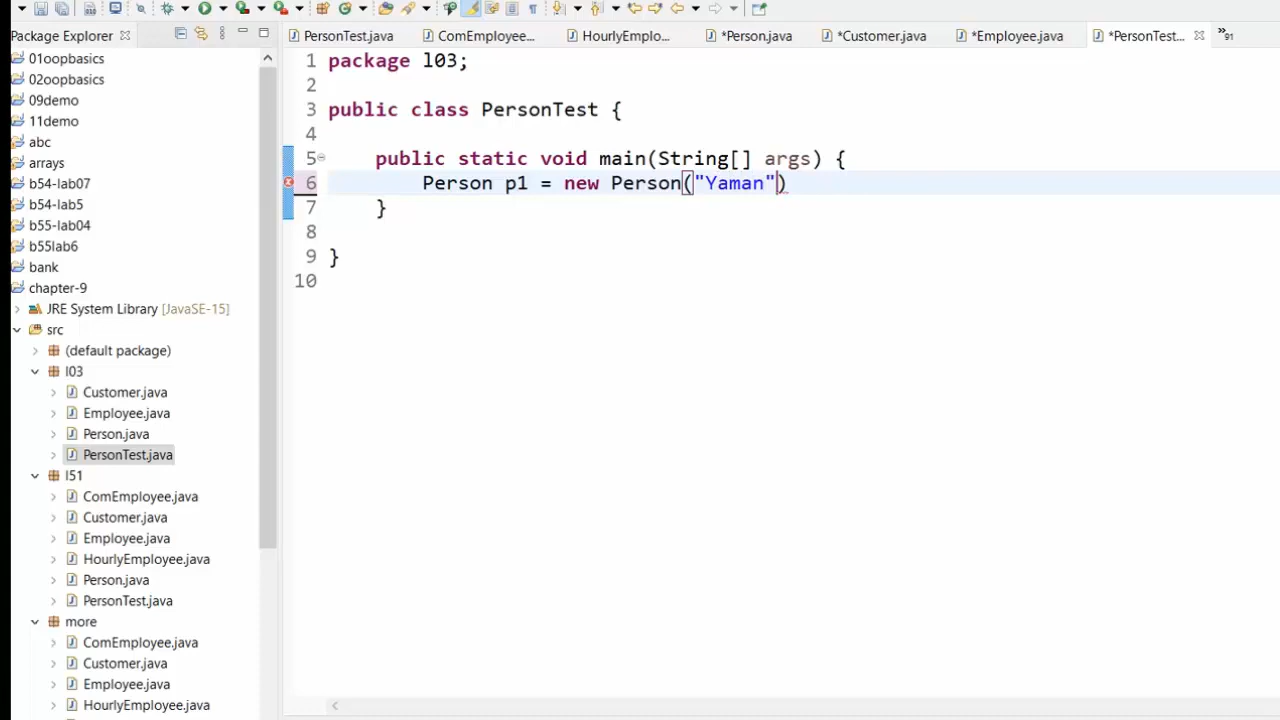 Package Explorer
01oopbasics
02oopbasics
09demo
11demo
abc
arrays
b54-lab07
b54-lab5
b55-lab04
b55lab6
bank
chapter-9
JRE System Library [JavaSE-15]
src
(default package)
l03
Customer.java
Employee.java
Person.java
PersonTest.java
l51
ComEmployee.java
Customer.java
Employee.java
HourlyEmployee.java
Person.java
PersonTest.java
more
ComEmployee.java
Customer.java
Employee.java
HourlyEmployee.java
PersonTest.java ComEmployee... HourlyEmplo... *Person.java *Customer.java *Employee.java *PersonTest... »91
1 package l03;
2
3 public class PersonTest {
4
5 public static void main(String[] args) {
6 Person p1 = new Person("Yaman")
7 }
8
9 }
10